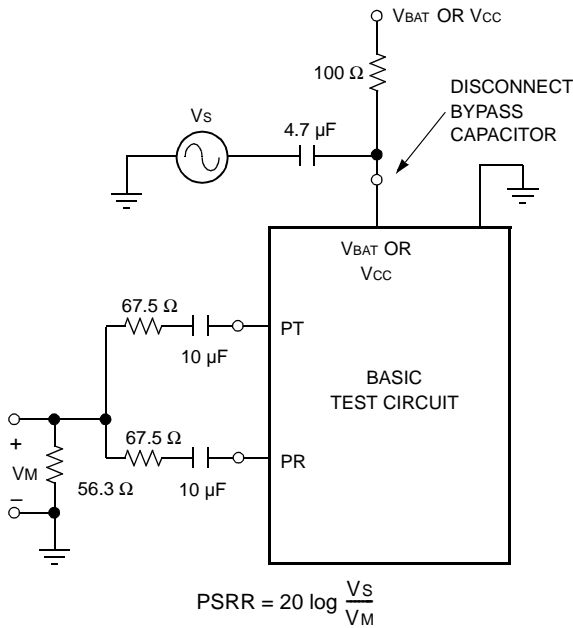 VBAT OR VCC
100 Ω
DISCONNECT
BYPASS
CAPACITOR
VS
4.7 µF
VBAT OR
VCC
67.5 Ω
10 µF
PT
BASIC
TEST CIRCUIT
67.5 Ω
10 µF
PR
+
VM
–
56.3 Ω
PSRR = 20 log VS/VM